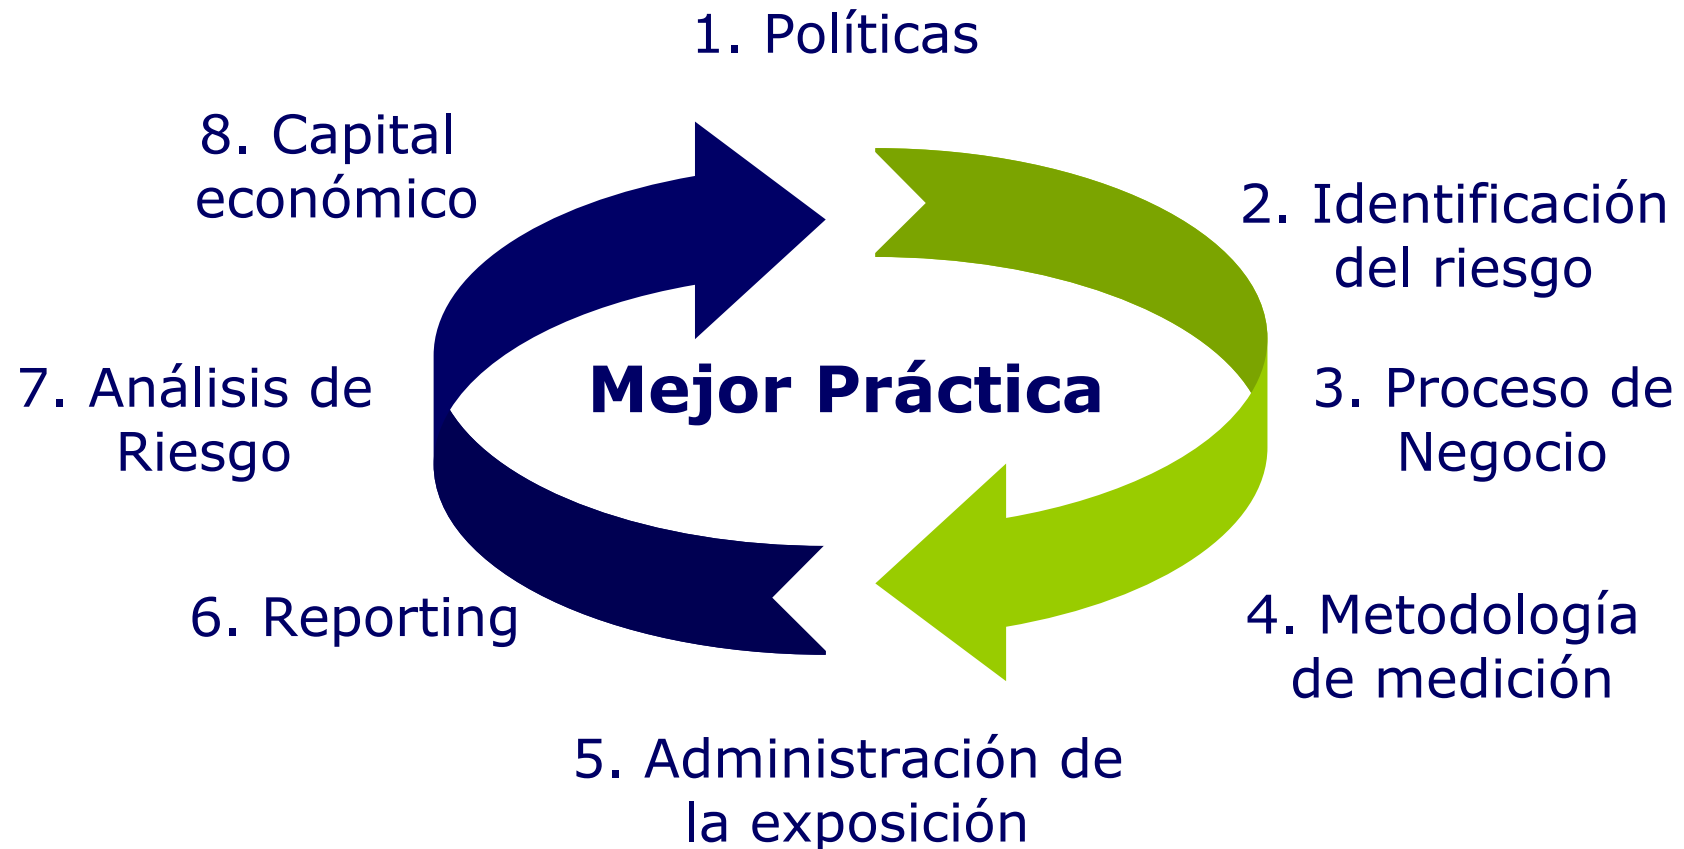 1. Políticas
8. Capital
económico
2. Identificación
del riesgo
Mejor Práctica
7. Análisis de
Riesgo
3. Proceso de
Negocio
6. Reporting
4. Metodología
de medición
5. Administración de
la exposición